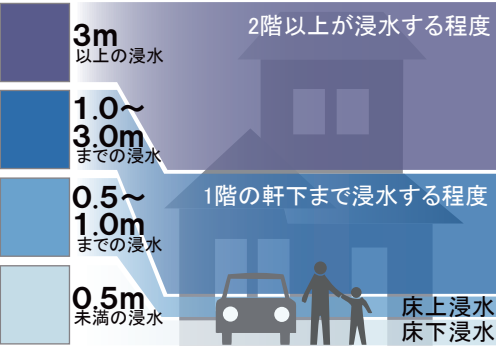 3m
以上の浸水
2階以上が浸水する程度
1.0～
3.0m
までの浸水
1階の軒下まで浸水する程度
0.5～
1.0m
までの浸水
0.5m
未満の浸水
床上浸水
床下浸水